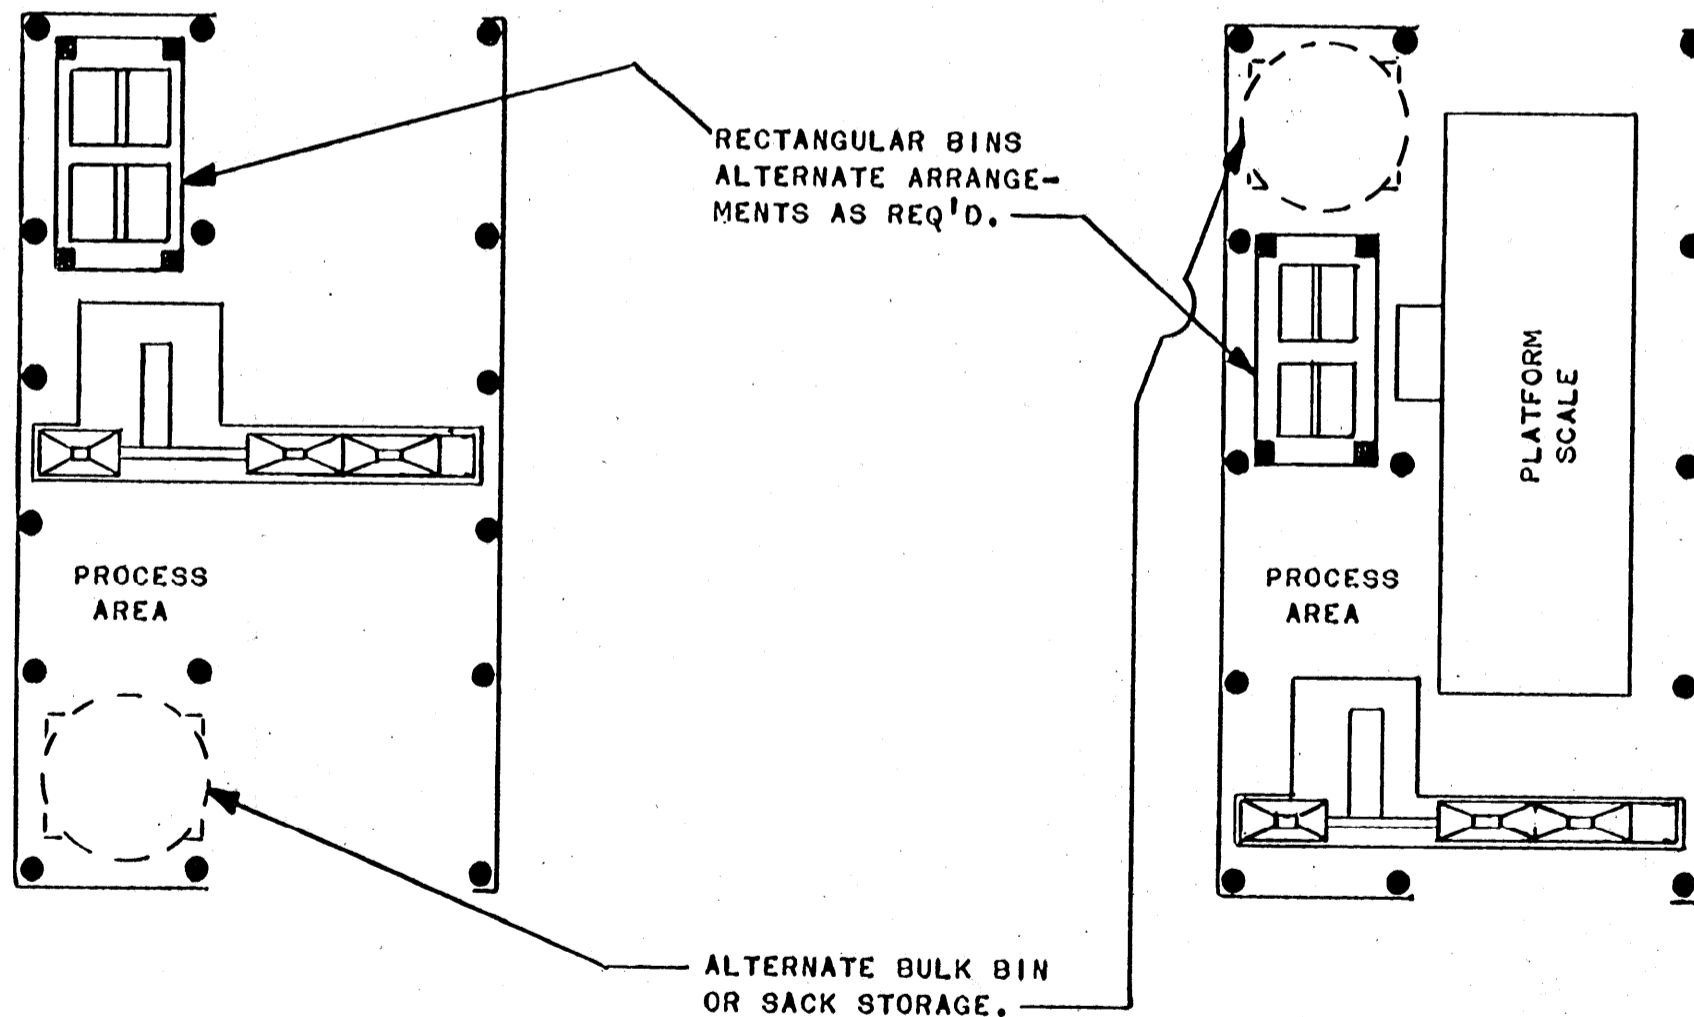 RECTANGULAR BINS
ALTERNATE ARRANGE-
MENTS AS REQ'D.
PLATFORM
SCALE
PROCESS
AREA
PROCESS
AREA
ALTERNATE BULK BIN
OR SACK STORAGE.